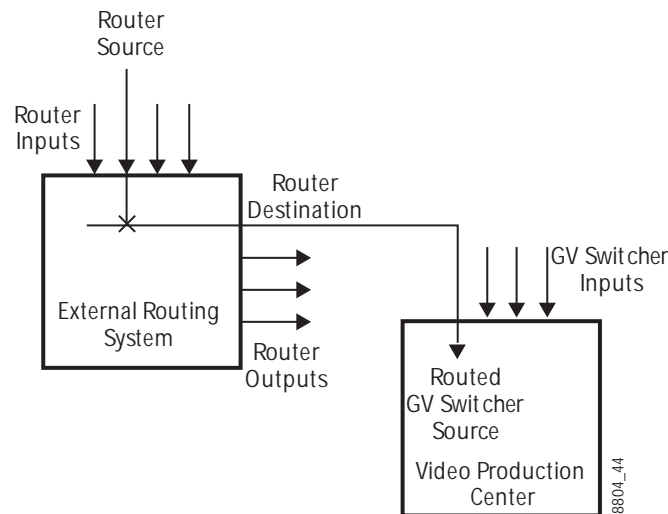 Router
Source
Router
Inputs
Router
Destination
GV Switcher
Inputs
External Routing
System
Router
Outputs
Routed
GV Switcher
Source
Video Production
Center
8804_44